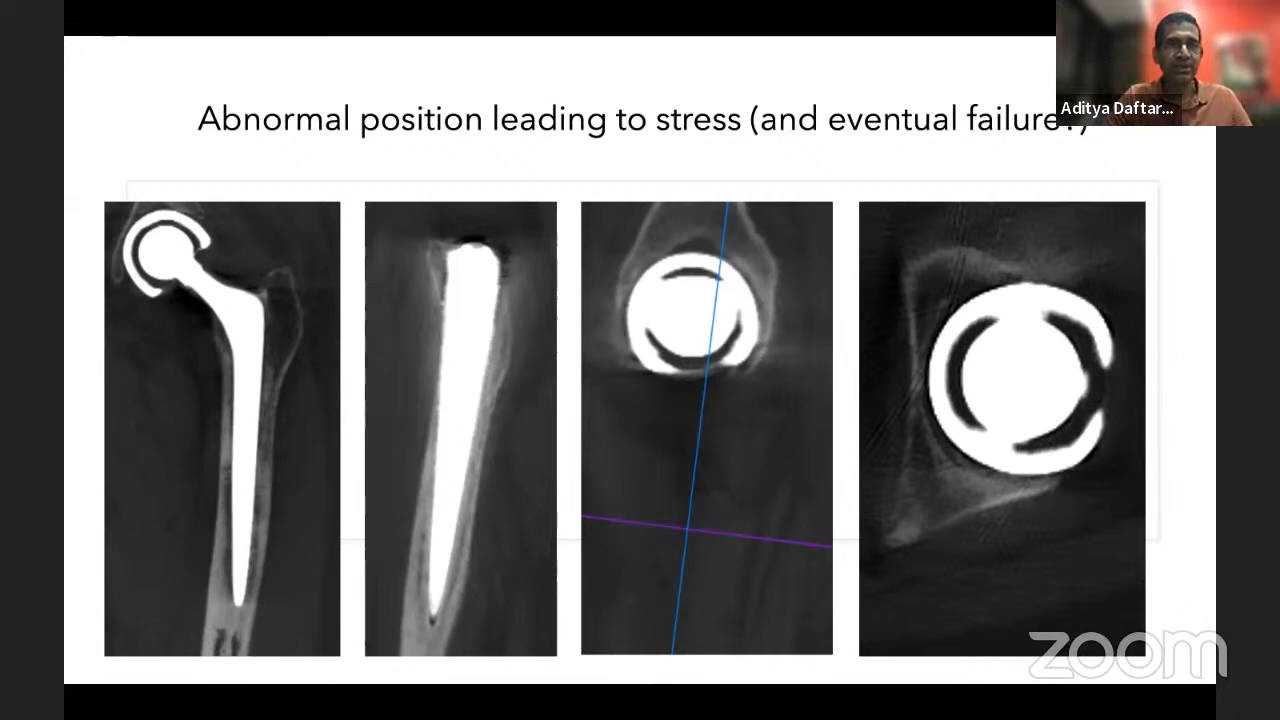 Abnormal position leading to stress (and eventual failure?)
Aditya Daftar...
zoom